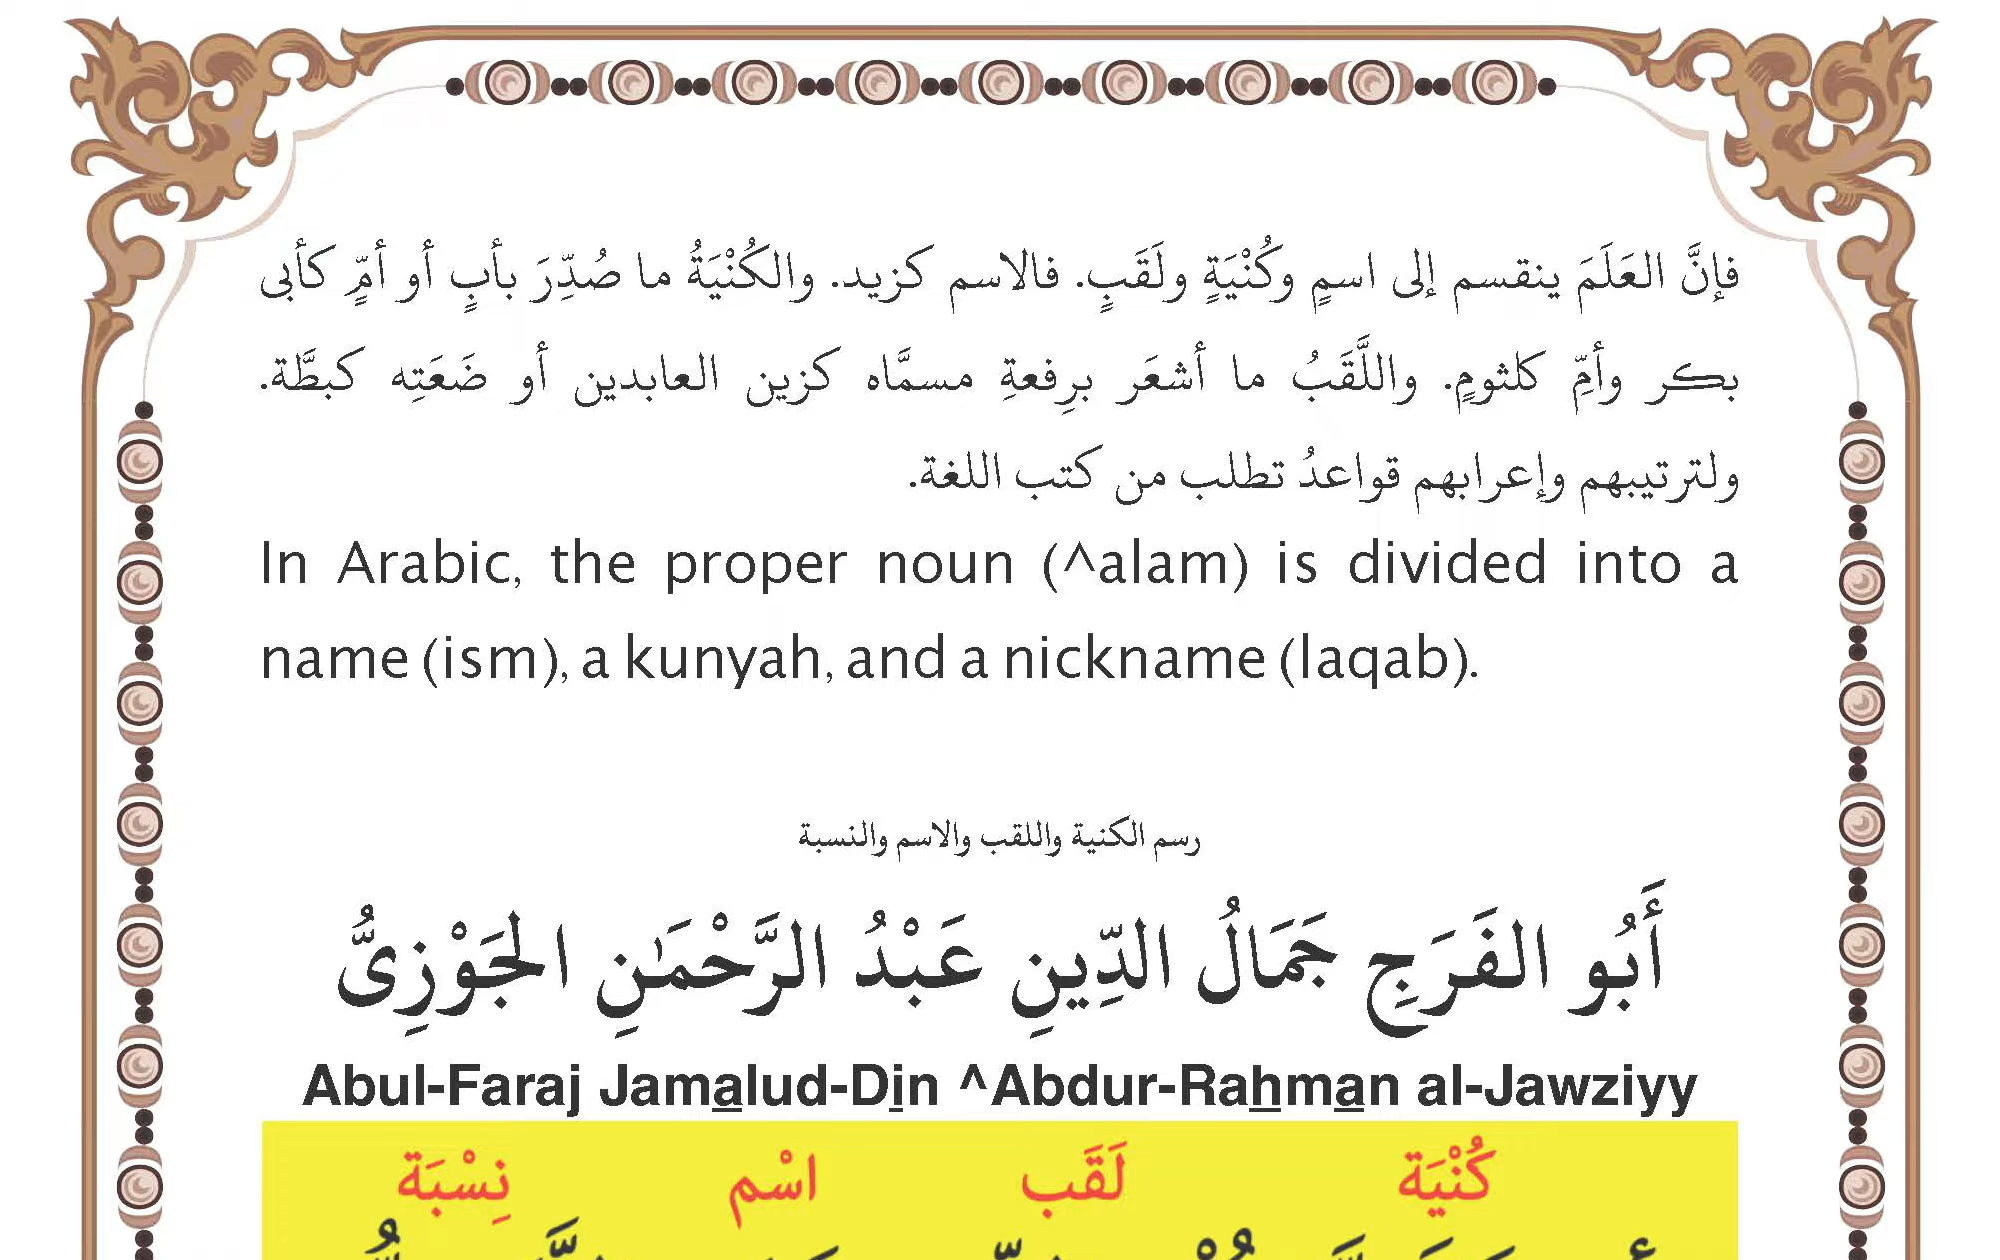 فإنَّ العَلَمَ ينقسم إلى اسمٍ وكُنْيَةٍ ولَقَبٍ. فالاسم كزيد. والكُنْيَةُ ما صُدِّرَ بأبٍ أو أمٍّ كأبى
بكر وأمِّ كلثومٍ. واللَّقَبُ ما أشعَر برِفعةِ مسمَّاه كزين العابدين أو ضَعَتِه كبطَّة.
ولترتيبهم وإعرابهم قواعدُ تطلب من كتب اللغة.
In Arabic, the proper noun (^alam) is divided into a
name (ism), a kunyah, and a nickname (laqab).
رسم الكنية واللقب والاسم والنسبة
أَبُو الفَرَجِ جَمَالُ الدِّينِ عَبْدُ الرَّحْمَٰنِ الجَوْزِىُّ
Abul-Faraj Jamalud-Din ^Abdur-Rahman al-Jawziyy
كُنْيَة لَقَب اسْم نِسْبَة